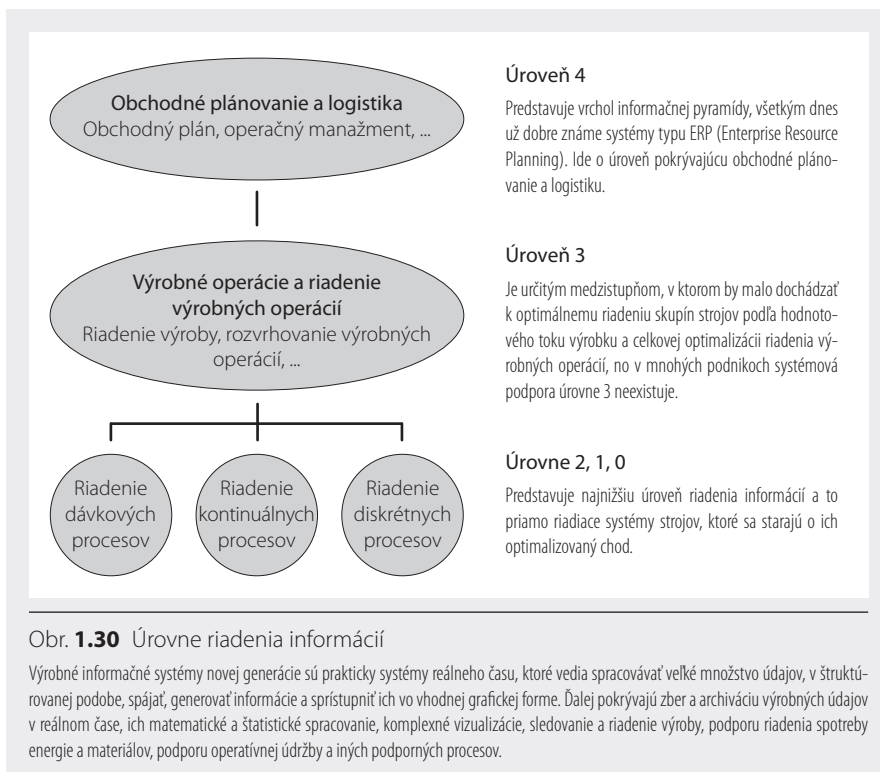 Obchodné plánovanie a logistika
Obchodný plán, operačný manažment, ...
Úroveň 4
Predstavuje vrchol informačnej pyramídy, všetkým dnes
už dobre známe systémy typu ERP (Enterprise Resource
Planning). Ide o úroveň pokrývajúcu obchodné pláno-
vanie a logistiku.
Výrobné operácie a riadenie
výrobných operácií
Riadenie výroby, rozvrhovanie výrobných
operácií, ...
Úroveň 3
Je určitým medzistupňom, v ktorom by malo dochádzať
k optimálnemu riadeniu skupín strojov podľa hodnoto-
vého toku výrobku a celkovej optimalizácii riadenia vý-
robných operácií, no v mnohých podnikoch systémová
podpora úrovne 3 neexistuje.
Riadenie
dávkových
procesov
Riadenie
kontinuálnych
procesov
Riadenie
diskrétnych
procesov
Úrovne 2, 1, 0
Predstavuje najnižšiu úroveň riadenia informácií a to
priamo riadiace systémy strojov, ktoré sa starajú o ich
optimalizovaný chod.
Obr. 1.30 Úrovne riadenia informácií
Výrobné informačné systémy novej generácie sú prakticky systémy reálneho času, ktoré vedia spracovávať veľké množstvo údajov, v štruktú-
rovanej podobe, spájať, generovať informácie a sprístupniť ich vo vhodnej grafickej forme. Ďalej pokrývajú zber a archiváciu výrobných údajov
v reálnom čase, ich matematické a štatistické spracovanie, komplexné vizualizácie, sledovanie a riadenie výroby, podporu riadenia spotreby
energie a materiálov, podporu operatívnej údržby a iných podporných procesov.